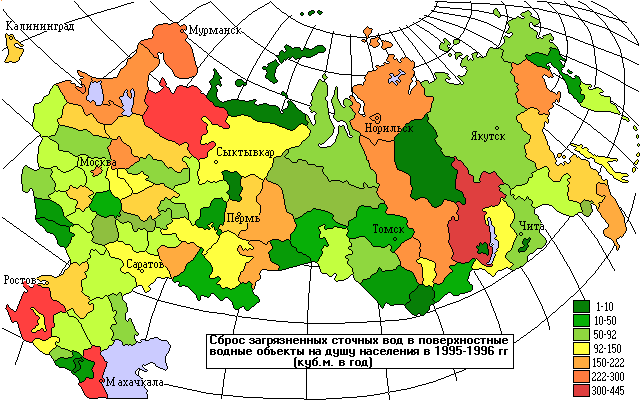 Калининград
Мурманск
Норильск
Якутск
Москва
Сыктывкар
Пермь
Томск
Чита
Саратов
Ростов
Махачкала
Сброс загрязненных сточных вод в поверхностные
водные объекты на душу населения в 1995-1996 гг
(куб.м. в год)
1-10
10-50
50-92
92-150
150-222
222-300
300-445